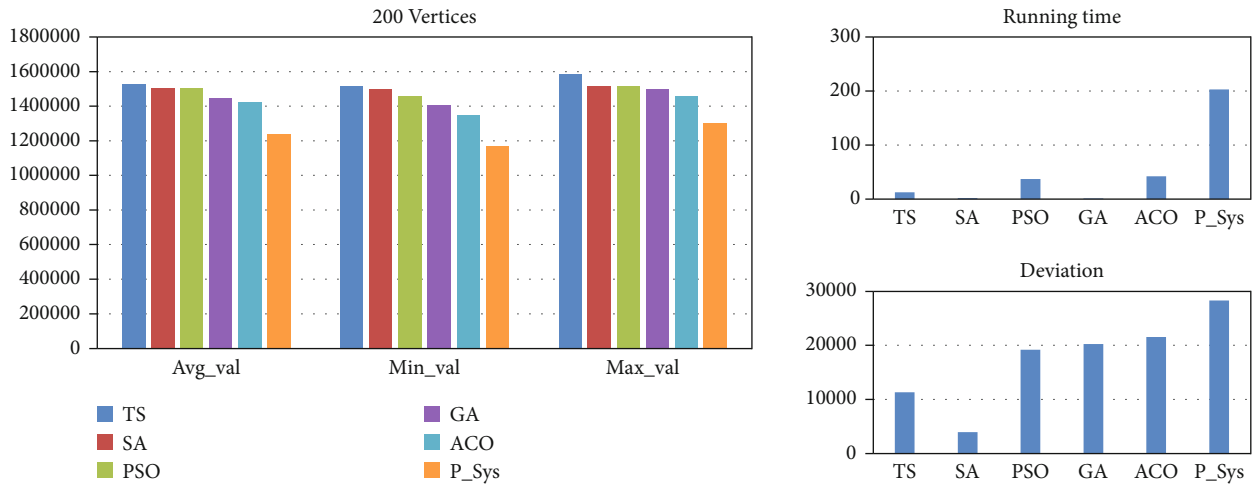 200 Vertices
1800000
1600000
1400000
1200000
1000000
800000
600000
400000
200000
0
Avg_val Min_val Max_val
TS
SA
PSO
GA
ACO
P_Sys
Running time
300
200
100
0
TS SA PSO GA ACO P_Sys
Deviation
30000
20000
10000
0
TS SA PSO GA ACO P_Sys